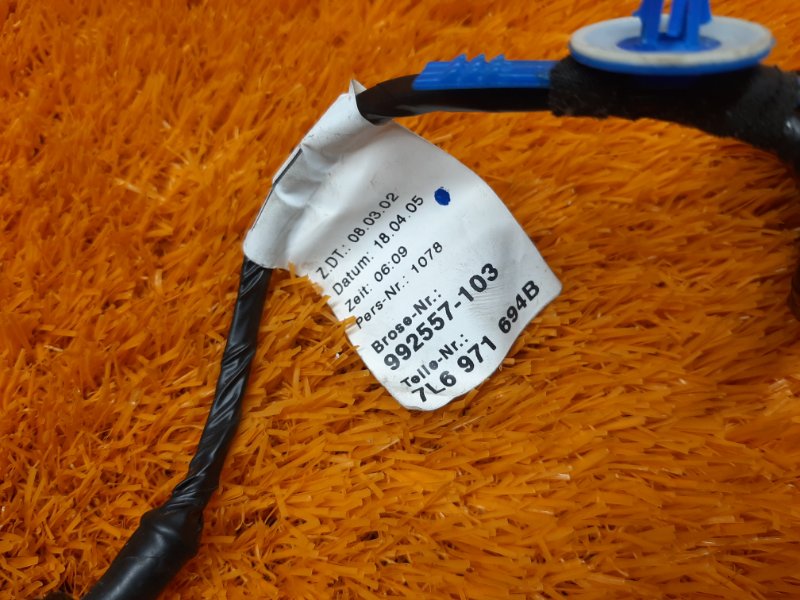 Z.DT.: 08.03.02
Datum: 18.04.05
Zeit: 06:09
Pers-Nr.: 1078
Brose-Nr.:
992557-103
Teile-Nr.:
7L6 971 694B